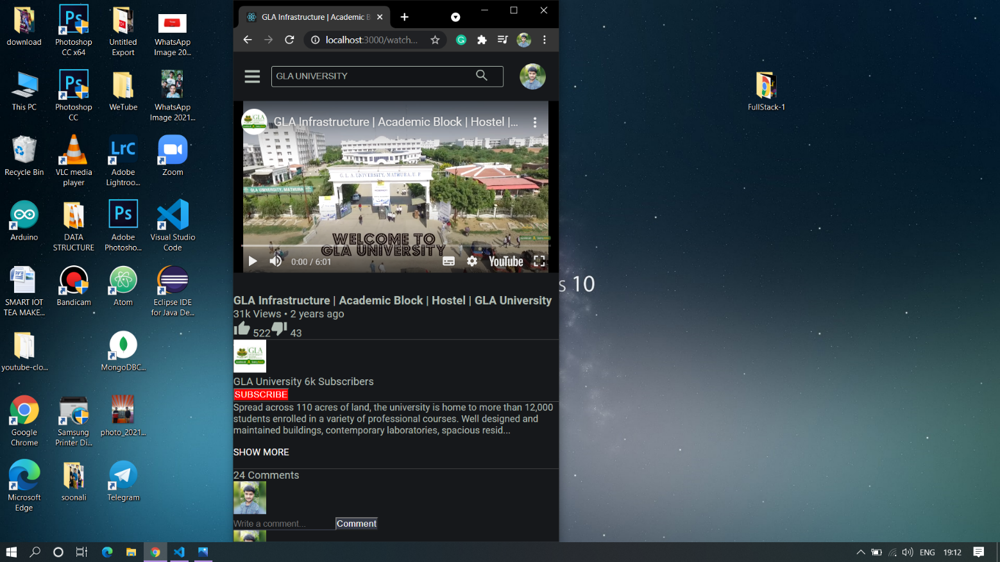 download
Photoshop
CC x64
Untitled
Export
WhatsApp
Image 20...
This PC
Photoshop
CC
WeTube
WhatsApp
Image 2021...
Recycle Bin
VLC media
player
Adobe
Lightroo...
Zoom
Arduino
DATA
STRUCTURE
Adobe
Photosho...
Visual Studio
Code
SMART IOT
TEA MAKE...
Bandicam
Atom
Eclipse IDE
for Java De...
youtube-clo...
MongoDBC...
Google
Chrome
Samsung
Printer Di...
photo_2021...
Microsoft
Edge
soonali
Telegram
GLA Infrastructure | Academic B
localhost:3000/watch...
GLA UNIVERSITY
GLA Infrastructure | Academic Block | Hostel |...
G. L. A. UNIVERSITY, MATHURA, U. P.
GLA UNIVERSITY, MATHURA
WELCOME TO
GLA UNIVERSITY
0:00 / 6:01
YouTube
GLA Infrastructure | Academic Block | Hostel | GLA University
31k Views • 2 years ago
522 43
GLA
GLA University 6k Subscribers
SUBSCRIBE
Spread across 110 acres of land, the university is home to more than 12,000
students enrolled in a variety of professional courses. Well designed and
maintained buildings, contemporary laboratories, spacious resid...
SHOW MORE
24 Comments
Write a comment... Comment
FullStack-1
s 10
ENG 19:12